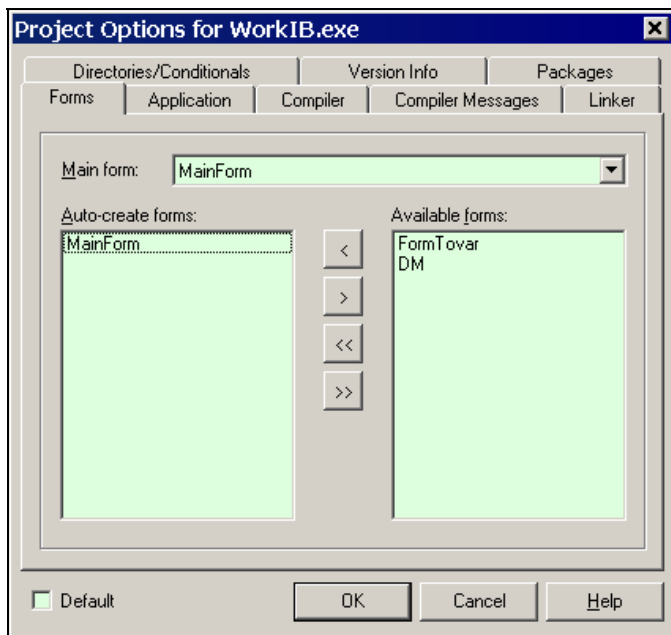 Project Options for WorkIB.exe
Directories/Conditionals Version Info Packages
Forms Application Compiler Compiler Messages Linker
Main form: MainForm
Auto-create forms: Available forms:
MainForm FormTovar
DM
<
>
<<
>>
Default OK Cancel Help